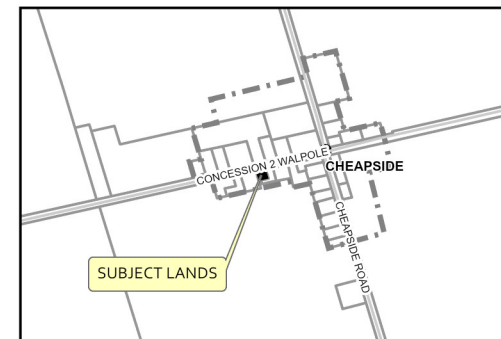 CONCESSION 2 WALPOLE
CHEAPSIDE
CHEAPSIDE ROAD
SUBJECT LANDS